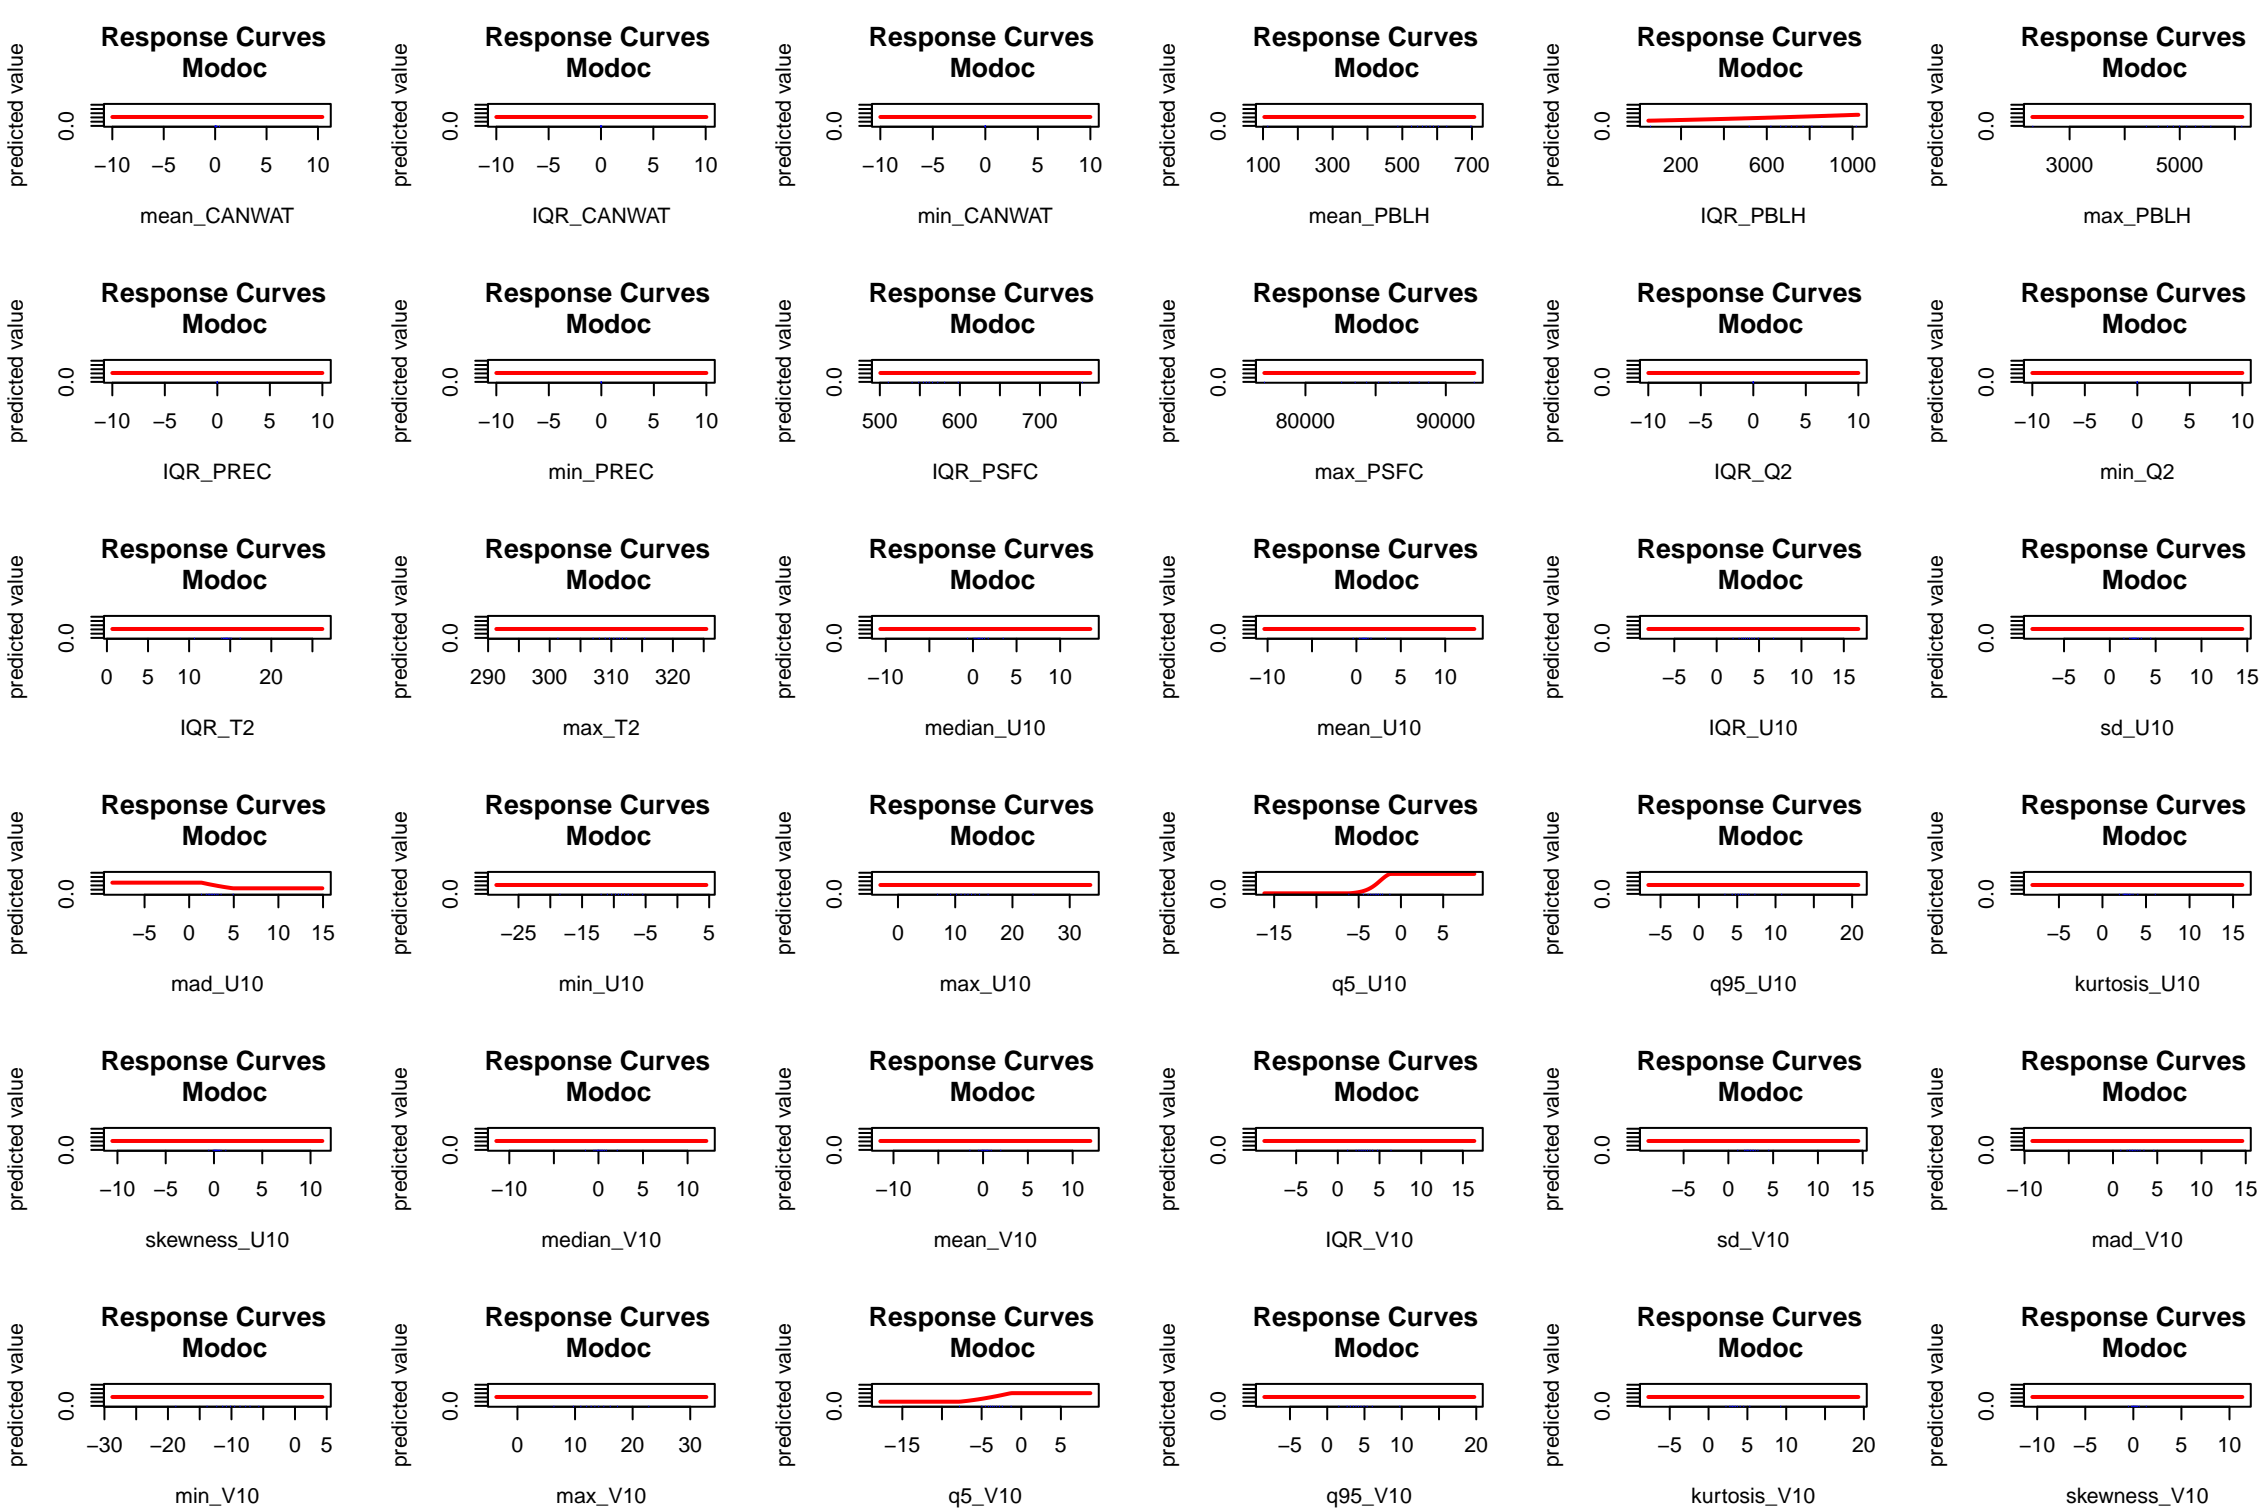 Response Curves
Modoc
predicted value
0.0
−10 −5 0 5 10
mean_CANWAT
Response Curves
Modoc
predicted value
0.0
−10 −5 0 5 10
IQR_CANWAT
Response Curves
Modoc
predicted value
0.0
−10 −5 0 5 10
min_CANWAT
Response Curves
Modoc
predicted value
0.0
100 300 500 700
mean_PBLH
Response Curves
Modoc
predicted value
0.0
200 600 1000
IQR_PBLH
Response Curves
Modoc
predicted value
0.0
3000 5000
max_PBLH
Response Curves
Modoc
predicted value
0.0
−10 −5 0 5 10
IQR_PREC
Response Curves
Modoc
predicted value
0.0
−10 −5 0 5 10
min_PREC
Response Curves
Modoc
predicted value
0.0
500 600 700
IQR_PSFC
Response Curves
Modoc
predicted value
0.0
80000 90000
max_PSFC
Response Curves
Modoc
predicted value
0.0
−10 −5 0 5 10
IQR_Q2
Response Curves
Modoc
predicted value
0.0
−10 −5 0 5 10
min_Q2
Response Curves
Modoc
predicted value
0.0
0 5 10 20
IQR_T2
Response Curves
Modoc
predicted value
0.0
290 300 310 320
max_T2
Response Curves
Modoc
predicted value
0.0
−10 0 5 10
median_U10
Response Curves
Modoc
predicted value
0.0
−10 0 5 10
mean_U10
Response Curves
Modoc
predicted value
0.0
−5 0 5 10 15
IQR_U10
Response Curves
Modoc
predicted value
0.0
−5 0 5 10 15
sd_U10
Response Curves
Modoc
predicted value
0.0
−5 0 5 10 15
mad_U10
Response Curves
Modoc
predicted value
0.0
−25 −15 −5 5
min_U10
Response Curves
Modoc
predicted value
0.0
0 10 20 30
max_U10
Response Curves
Modoc
predicted value
0.0
−15 −5 0 5
q5_U10
Response Curves
Modoc
predicted value
0.0
−5 0 5 10 20
q95_U10
Response Curves
Modoc
predicted value
0.0
−5 0 5 10 15
kurtosis_U10
Response Curves
Modoc
predicted value
0.0
−10 −5 0 5 10
skewness_U10
Response Curves
Modoc
predicted value
0.0
−10 0 5 10
median_V10
Response Curves
Modoc
predicted value
0.0
−10 0 5 10
mean_V10
Response Curves
Modoc
predicted value
0.0
−5 0 5 10 15
IQR_V10
Response Curves
Modoc
predicted value
0.0
−5 0 5 10 15
sd_V10
Response Curves
Modoc
predicted value
0.0
−10 0 5 10 15
mad_V10
Response Curves
Modoc
predicted value
0.0
−30 −20 −10 0 5
min_V10
Response Curves
Modoc
predicted value
0.0
0 10 20 30
max_V10
Response Curves
Modoc
predicted value
0.0
−15 −5 0 5
q5_V10
Response Curves
Modoc
predicted value
0.0
−5 0 5 10 20
q95_V10
Response Curves
Modoc
predicted value
0.0
−5 0 5 10 20
kurtosis_V10
Response Curves
Modoc
predicted value
0.0
−10 −5 0 5 10
skewness_V10